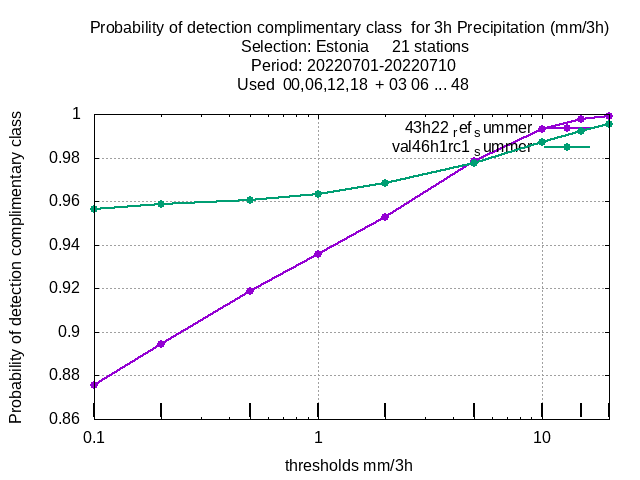 Probability of detection complimentary class  for 3h Precipitation (mm/3h)
Selection: Estonia     21 stations
Period: 20220701-20220710
Used  00,06,12,18  + 03 06 ... 48
Probability of detection complimentary class
1
0.98
0.96
0.94
0.92
0.9
0.88
0.86
43h22 ref summer
val46h1rc1 summer
0.1
1
10
thresholds mm/3h